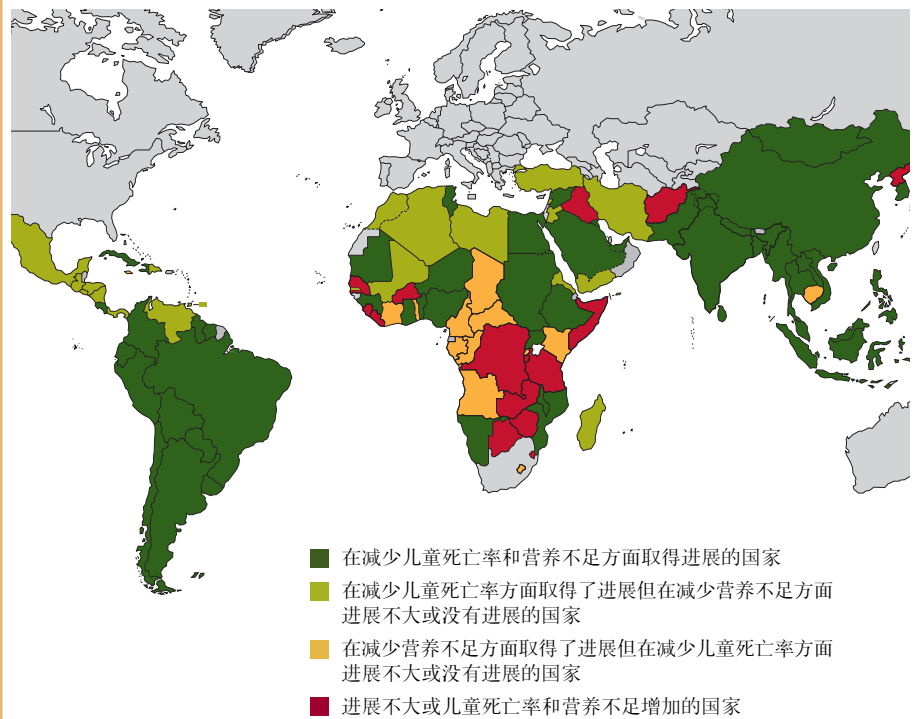 在减少儿童死亡率和营养不足方面取得进展的国家
在减少儿童死亡率方面取得了进展但在减少营养不足方面
进展不大或没有进展的国家
在减少营养不足方面取得了进展但在减少儿童死亡率方面
进展不大或没有进展的国家
进展不大或儿童死亡率和营养不足增加的国家